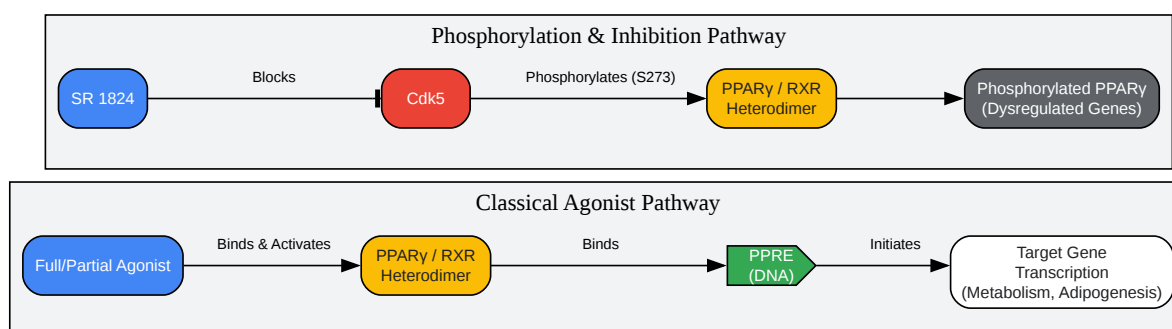 Phosphorylation & Inhibition Pathway
SR 1824
Blocks
Cdk5
Phosphorylates (S273)
PPARγ / RXR
Heterodimer
Phosphorylated PPARγ
(Dysregulated Genes)
Classical Agonist Pathway
Full/Partial Agonist
Binds & Activates
PPARγ / RXR
Heterodimer
Binds
PPRE
(DNA)
Initiates
Target Gene
Transcription
(Metabolism, Adipogenesis)